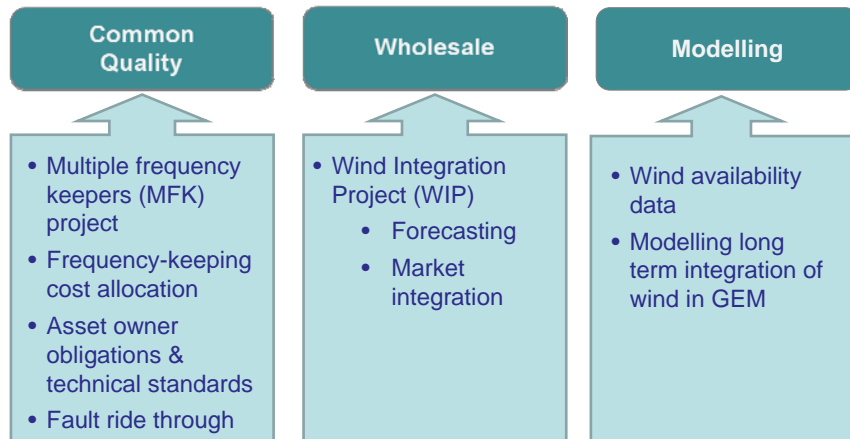 Common
Quality
Wholesale
Modelling
• Multiple frequency
keepers (MFK)
project
• Frequency-keeping
cost allocation
• Asset owner
obligations &
technical standards
• Fault ride through
• Wind Integration
Project (WIP)
• Forecasting
• Market
integration
• Wind availability
data
• Modelling long
term integration of
wind in GEM